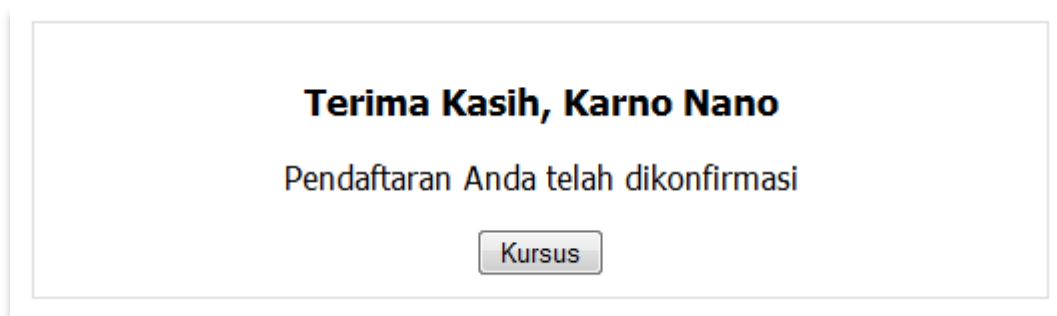 Terima Kasih, Karno Nano
Pendaftaran Anda telah dikonfirmasi
Kursus